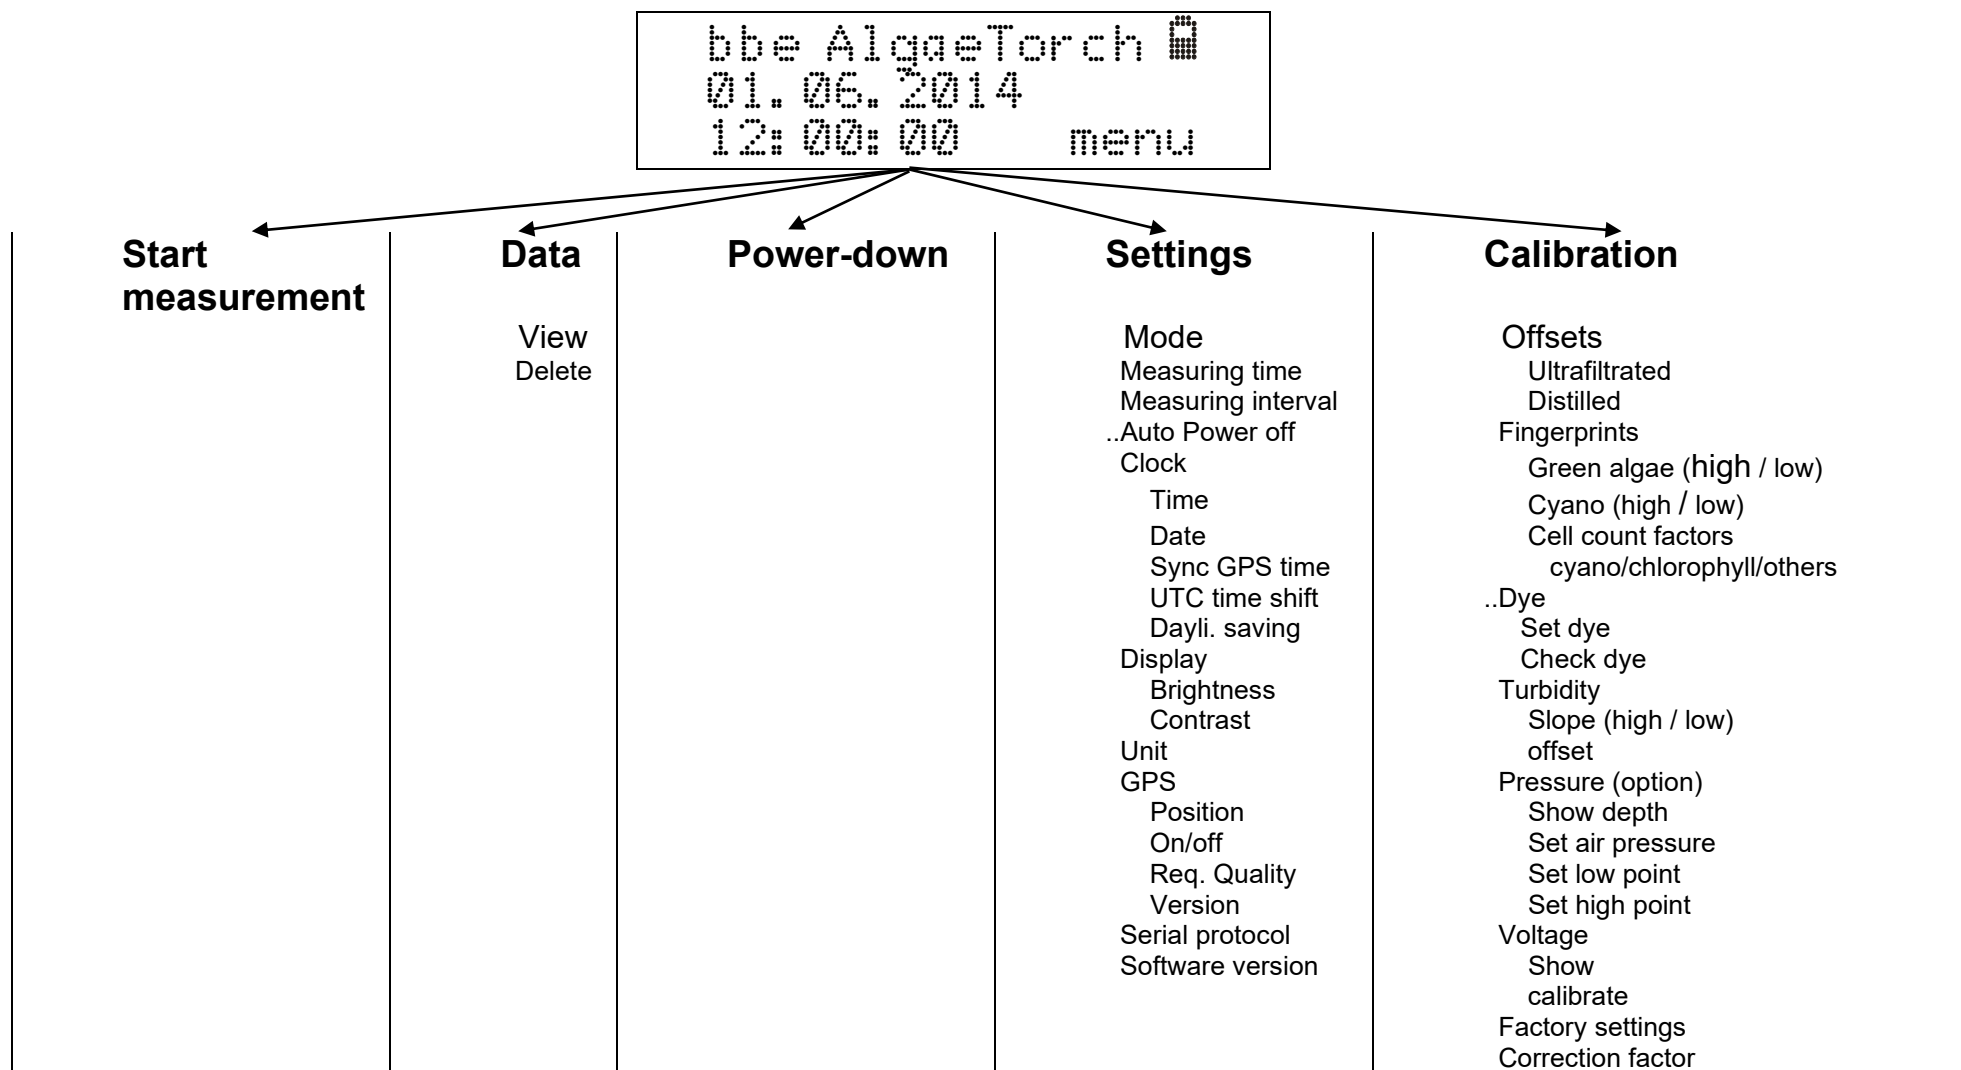 bbe AlgaeTorch
01.06.2014
12:00:00 menu
Start
measurement
Data
View
Delete
Power-down
Settings
Mode
Measuring time
Measuring interval
..Auto Power off
Clock
Time
Date
Sync GPS time
UTC time shift
Dayli. saving
Display
Brightness
Contrast
Unit
GPS
Position
On/off
Req. Quality
Version
Serial protocol
Software version
Calibration
Offsets
Ultrafiltrated
Distilled
Fingerprints
Green algae (high / low)
Cyano (high / low)
Cell count factors
cyano/chlorophyll/others
..Dye
Set dye
Check dye
Turbidity
Slope (high / low)
offset
Pressure (option)
Show depth
Set air pressure
Set low point
Set high point
Voltage
Show
calibrate
Factory settings
Correction factor